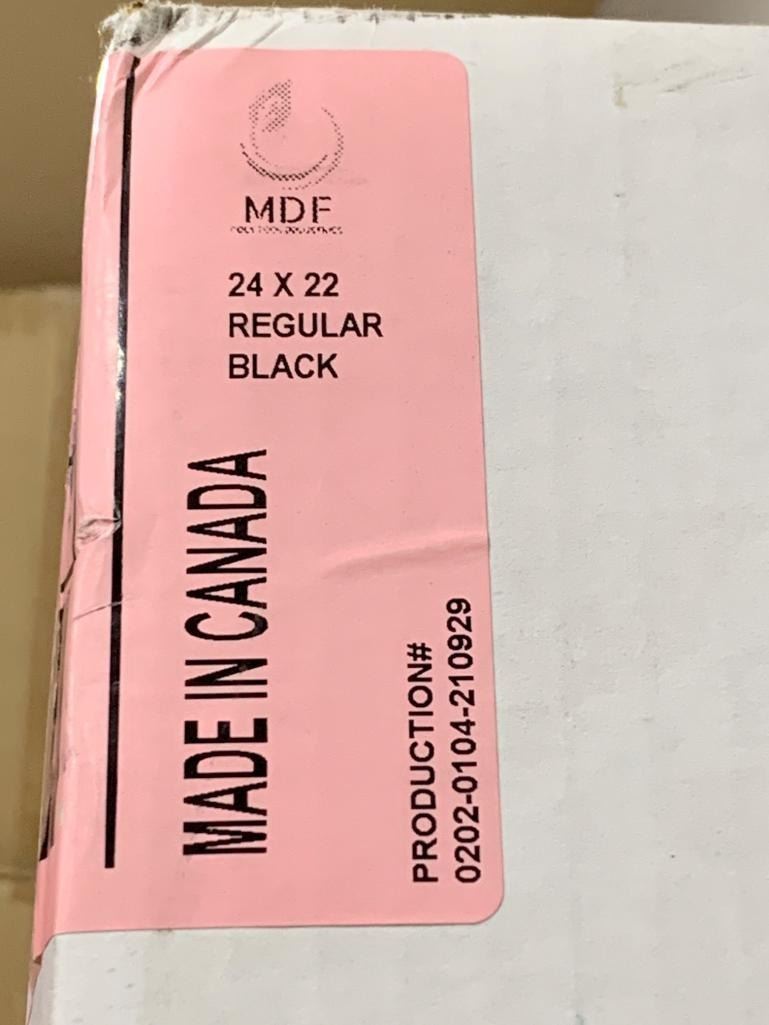 MDF
24 X 22
REGULAR
BLACK
MADE IN CANADA
PRODUCTION#
0202-0104-210929